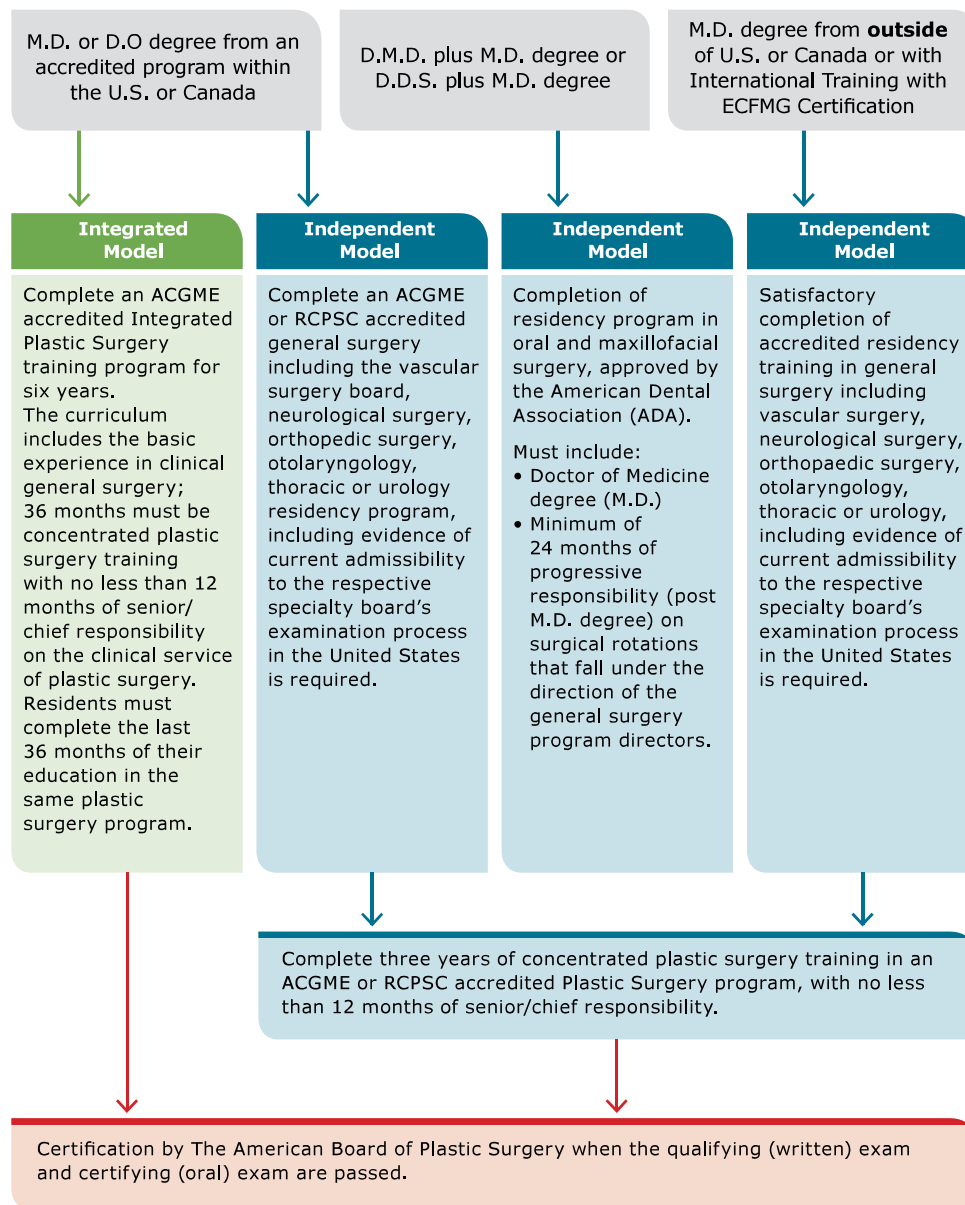 M.D. or D.O degree from an
accredited program within
the U.S. or Canada
D.M.D. plus M.D. degree or
D.D.S. plus M.D. degree
M.D. degree from outside
of U.S. or Canada or with
International Training with
ECFMG Certification
Integrated
Model
Complete an ACGME
accredited Integrated
Plastic Surgery
training program for
six years.
The curriculum
includes the basic
experience in clinical
general surgery;
36 months must be
concentrated plastic
surgery training
with no less than 12
months of senior/
chief responsibility
on the clinical service
of plastic surgery.
Residents must
complete the last
36 months of their
education in the
same plastic
surgery program.
Independent
Model
Complete an ACGME
or RCPSC accredited
general surgery
including the vascular
surgery board,
neurological surgery,
orthopedic surgery,
otolaryngology,
thoracic or urology
residency program,
including evidence of
current admissibility
to the respective
specialty board's
examination process
in the United States
is required.
Independent
Model
Completion of
residency program in
oral and maxillofacial
surgery, approved by
the American Dental
Association (ADA).
Must include:
• Doctor of Medicine
degree (M.D.)
• Minimum of
24 months of
progressive
responsibility (post
M.D. degree) on
surgical rotations
that fall under the
direction of the
general surgery
program directors.
Independent
Model
Satisfactory
completion of
accredited residency
training in general
surgery including
vascular surgery,
neurological surgery,
orthopaedic surgery,
otolaryngology,
thoracic or urology,
including evidence of
current admissibility
to the respective
specialty board's
examination process
in the United States
is required.
Complete three years of concentrated plastic surgery training in an
ACGME or RCPSC accredited Plastic Surgery program, with no less
than 12 months of senior/chief responsibility.
Certification by The American Board of Plastic Surgery when the qualifying (written) exam
and certifying (oral) exam are passed.